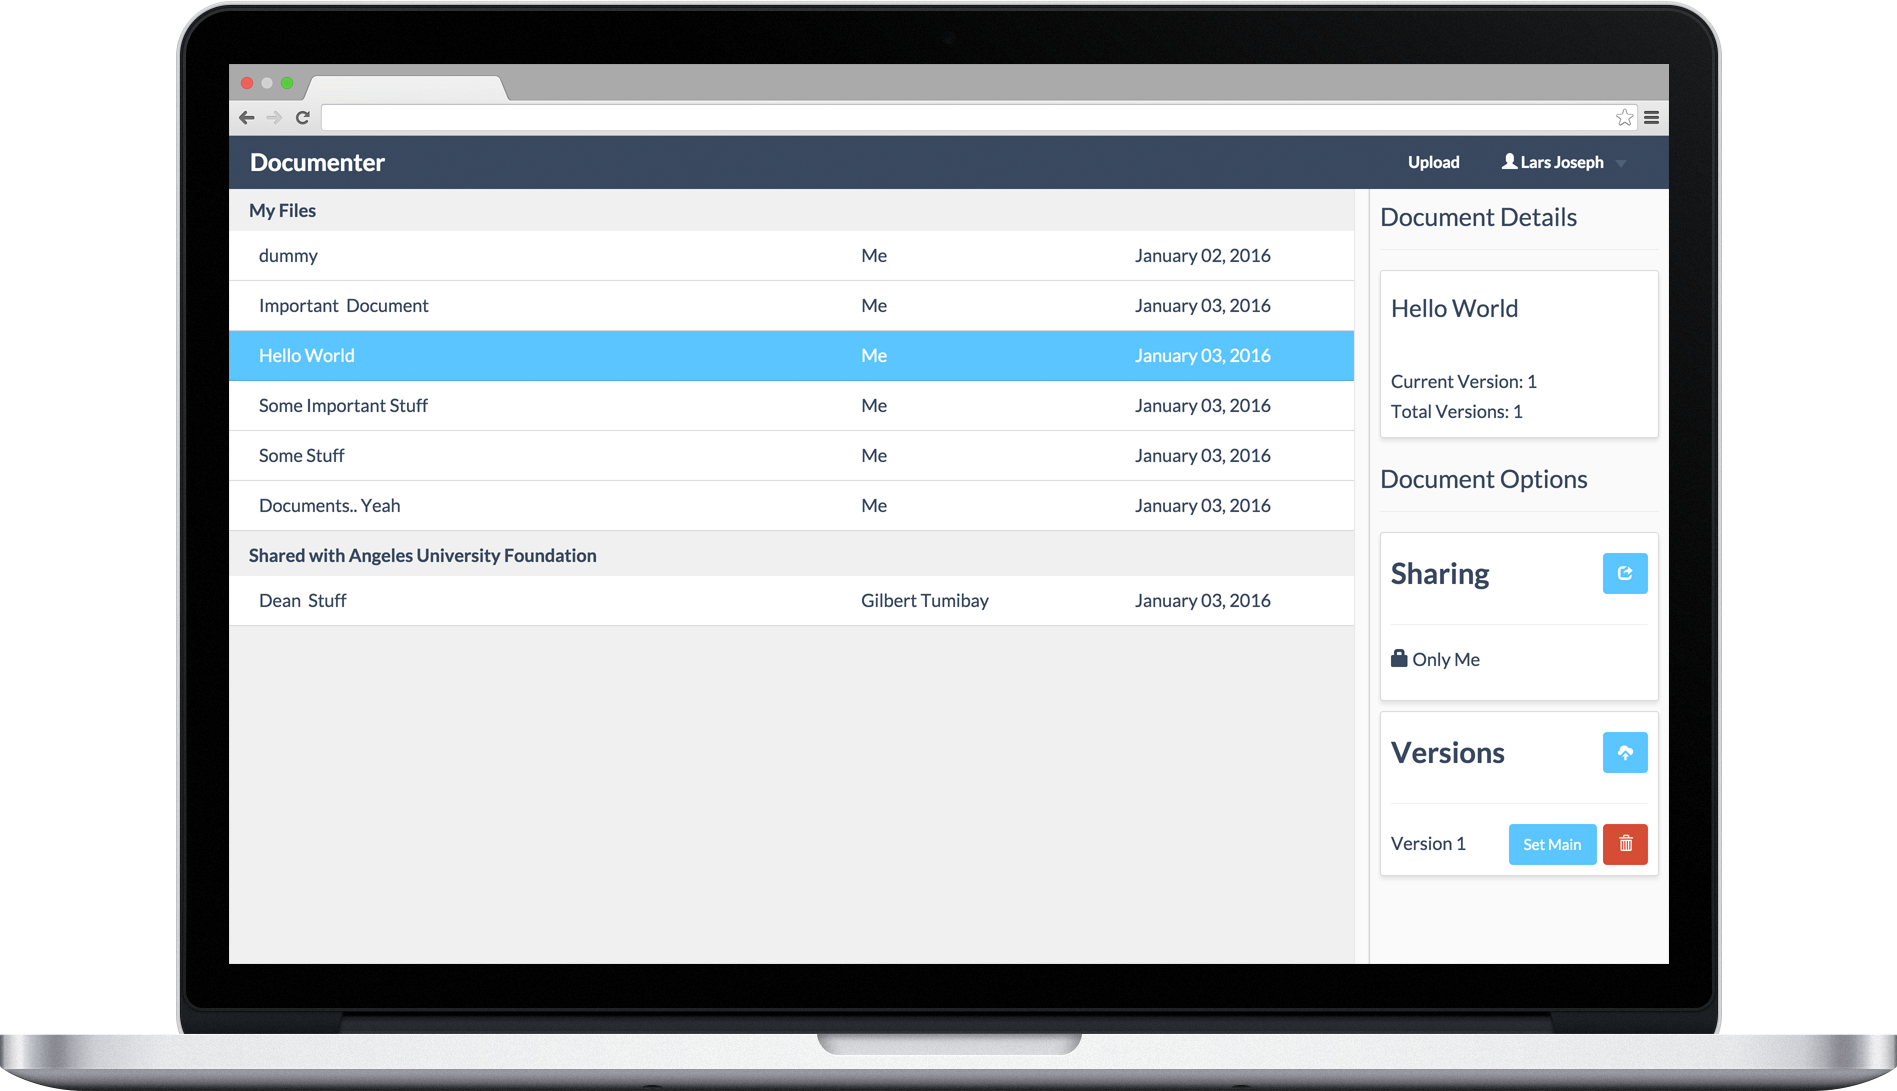 Documenter
Upload
Lars Joseph
My Files
dummy Me January 02, 2016
Important Document Me January 03, 2016
Hello World Me January 03, 2016
Some Important Stuff Me January 03, 2016
Some Stuff Me January 03, 2016
Documents.. Yeah Me January 03, 2016
Shared with Angeles University Foundation
Dean Stuff Gilbert Tumibay January 03, 2016
Document Details
Hello World
Current Version: 1
Total Versions: 1
Document Options
Sharing
Only Me
Versions
Version 1 Set Main